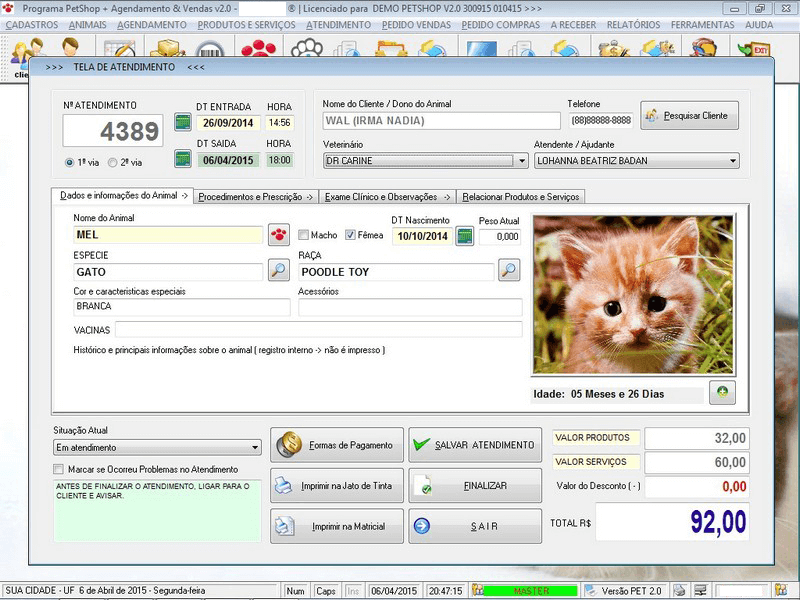 Programa PetShop + Agendamento & Vendas v2.0 - ® | Licenciado para DEMO PETSHOP V2.0 300915 010415 >>>
CADASTROS ANIMAIS AGENDAMENTO PRODUTOS E SERVIÇOS ATENDIMENTO PEDIDO VENDAS PEDIDO COMPRAS A RECEBER RELATÓRIOS FERRAMENTAS AJUDA
EXIT
clie
>>> TELA DE ATENDIMENTO <<<
Nº ATENDIMENTO
4389
1ª via 2ª via
DT ENTRADA HORA
26/09/2014 14:56
DT SAIDA HORA
06/04/2015 18:00
Nome do Cliente / Dono do Animal Telefone
WAL (IRMA NADIA) (88)88888-8888 Pesquisar Cliente
Veterinário Atendente / Ajudante
DR CARINE LOHANNA BEATRIZ BADAN
Dados e informações do Animal -> Procedimentos e Prescrição -> Exame Clínico e Observações -> Relacionar Produtos e Serviços
Nome do Animal DT Nascimento Peso Atual
MEL Macho Fêmea 10/10/2014 0,000
ESPECIE RAÇA
GATO POODLE TOY
Cor e caracteristicas especiais Acessórios
BRANCA
VACINAS
Histórico e principais informações sobre o animal ( registro interno -> não é impresso )
Idade: 05 Meses e 26 Dias
Situação Atual
Em atendimento
Marcar se Ocorreu Problemas no Atendimento
ANTES DE FINALIZAR O ATENDIMENTO, LIGAR PARA O
CLIENTE E AVISAR.
Formas de Pagamento SALVAR ATENDIMENTO
Imprimir na Jato de Tinta FINALIZAR
Imprimir na Matricial S A I R
VALOR PRODUTOS 32,00
VALOR SERVIÇOS 60,00
Valor do Desconto ( - ) 0,00
TOTAL R$ 92,00
SUA CIDADE - UF 6 de Abril de 2015 - Segunda-feira Num Caps Ins 06/04/2015 20:47:15 MASTER Versão PET 2.0